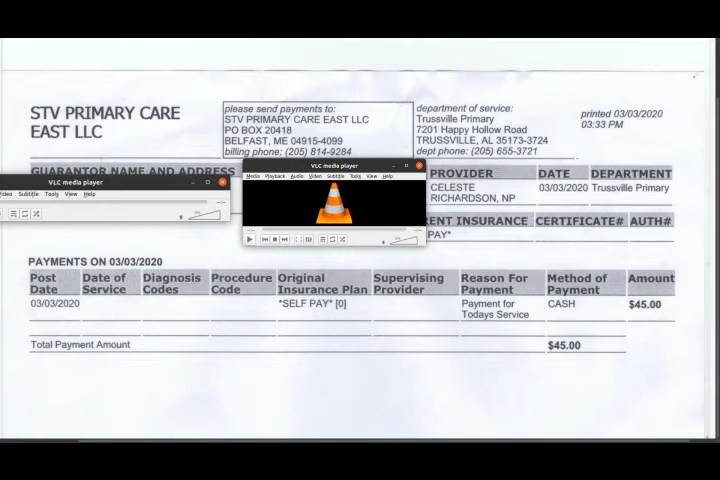 STV PRIMARY CARE
EAST LLC
please send payments to:
STV PRIMARY CARE EAST LLC
PO BOX 20418
BELFAST, ME 04915-4099
billing phone: (205) 814-9284
department of service:
Trussville Primary
7201 Happy Hollow Road
TRUSSVILLE, AL 35173-3724
dept phone: (205) 655-3721
printed 03/03/2020
03:33 PM
GUARANTOR NAME AND ADDRESS
PROVIDER DATE DEPARTMENT
CELESTE 03/03/2020 Trussville Primary
RICHARDSON, NP
INSURANCE CERTIFICATE# AUTH#
PAY*
VLC media player
Subtitle Tools View Help
VLC media player
Media Playback Audio Video Subtitle Tools View Help
PAYMENTS ON 03/03/2020
Post Date of Diagnosis Procedure Original Supervising Reason For Method of Amount
Date Service Codes Code Insurance Plan Provider Payment Payment
03/03/2020 *SELF PAY* [0] Payment for CASH $45.00
Todays Service
Total Payment Amount $45.00